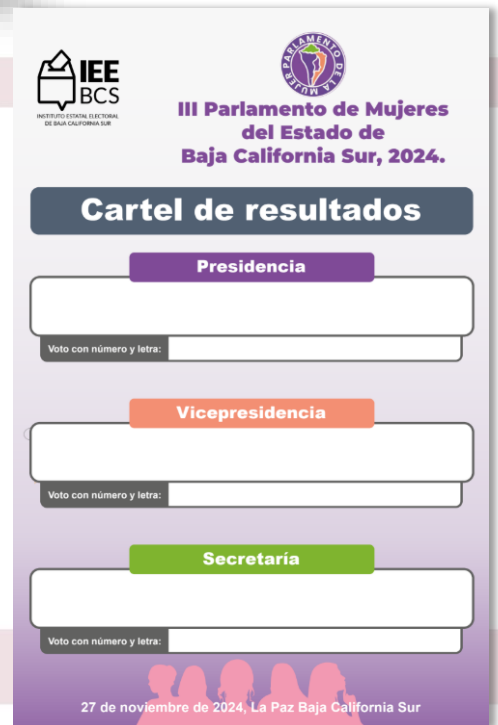 IEE
BCS
INSTITUTO ESTATAL ELECTORAL
DE BAJA CALIFORNIA SUR
PARLAMENTO DE LA MUJER
III Parlamento de Mujeres
del Estado de
Baja California Sur, 2024.
Cartel de resultados
Presidencia
Voto con número y letra:
Vicepresidencia
Voto con número y letra:
Secretaría
Voto con número y letra:
27 de noviembre de 2024, La Paz Baja California Sur